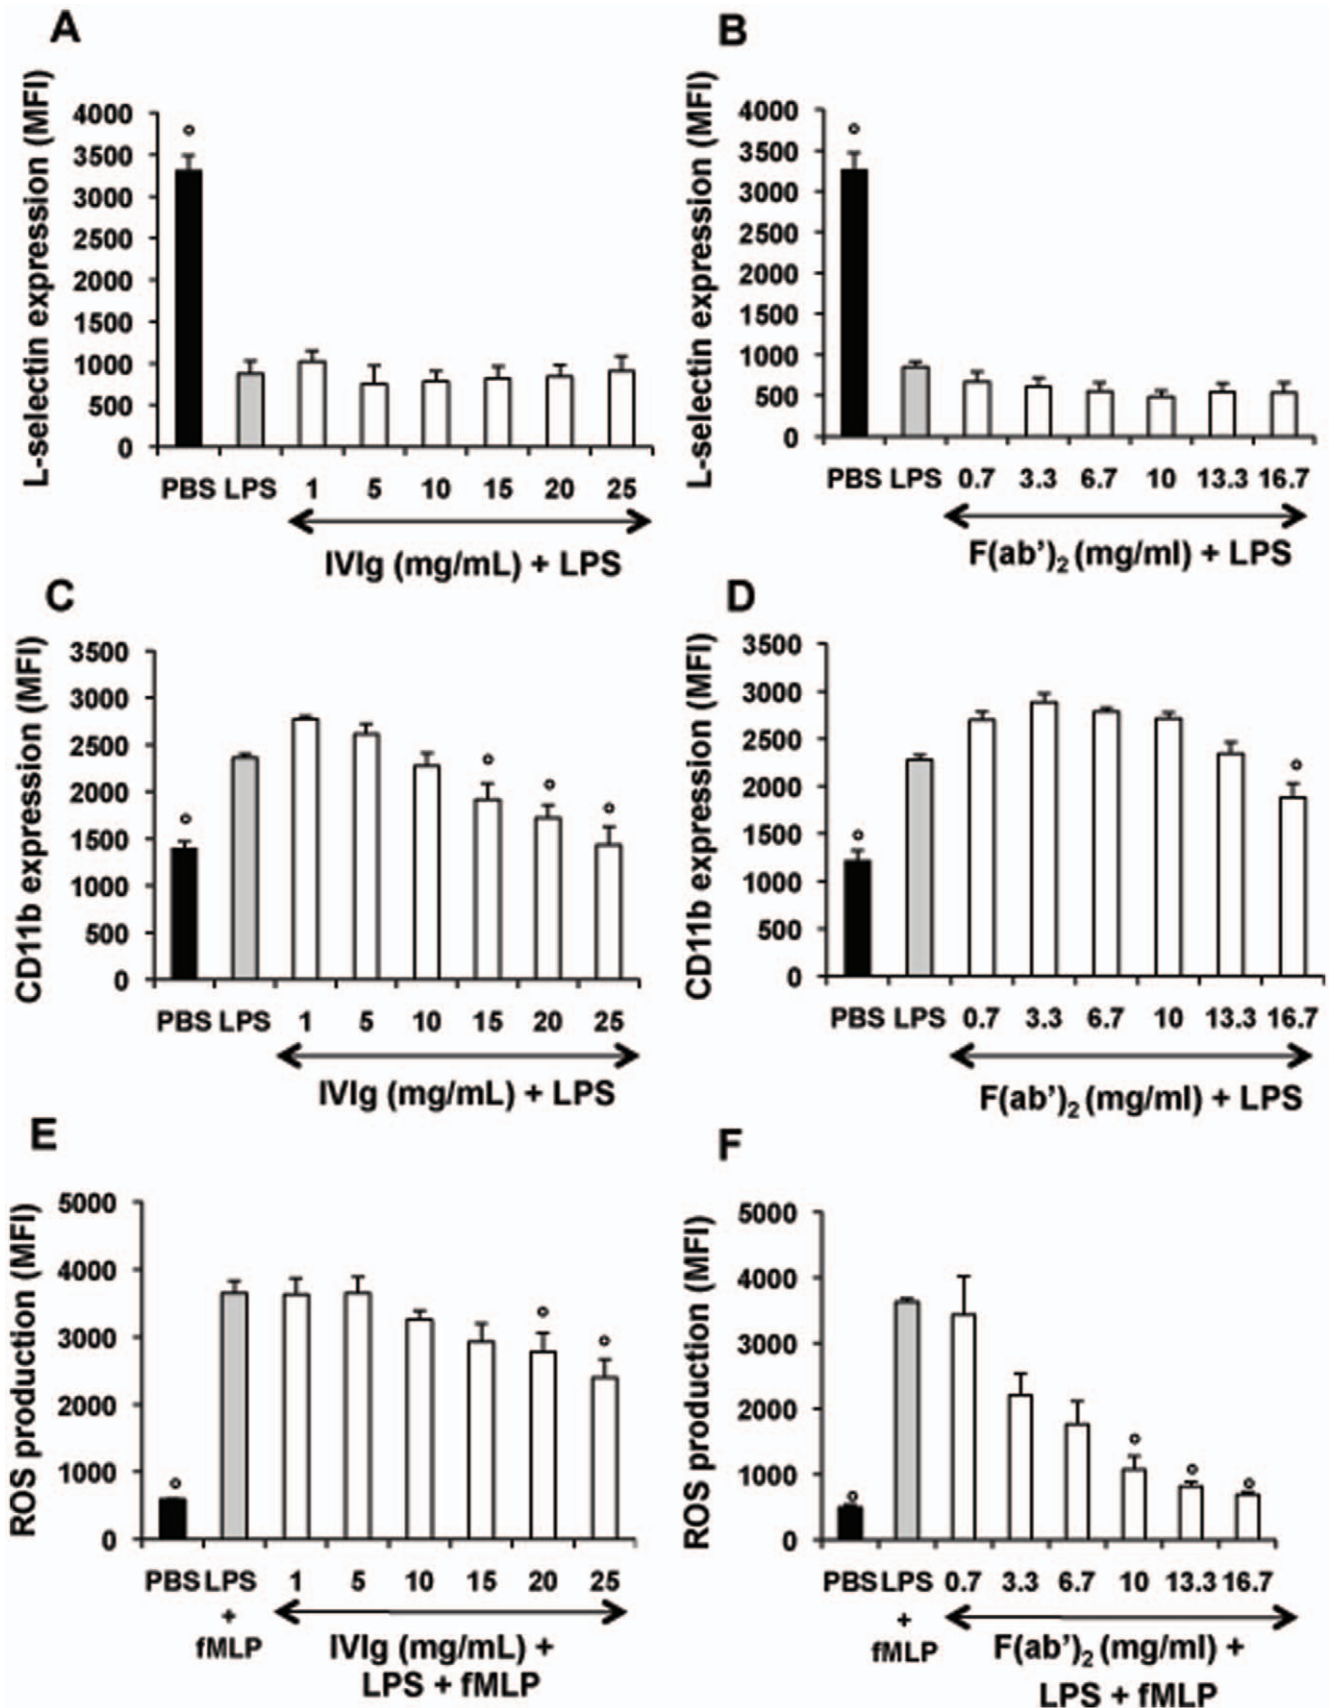 A
L-selectin expression (MFI)
4000
3500
3000
2500
2000
1500
1000
500
0
PBS LPS 1 5 10 15 20 25
IVIg (mg/mL) + LPS
B
L-selectin expression (MFI)
4000
3500
3000
2500
2000
1500
1000
500
0
PBS LPS 0.7 3.3 6.7 10 13.3 16.7
F(ab’)₂ (mg/ml) + LPS
C
CD11b expression (MFI)
3500
3000
2500
2000
1500
1000
500
0
PBS LPS 1 5 10 15 20 25
IVIg (mg/mL) + LPS
D
CD11b expression (MFI)
3500
3000
2500
2000
1500
1000
500
0
PBS LPS 0.7 3.3 6.7 10 13.3 16.7
F(ab’)₂ (mg/ml) + LPS
E
ROS production (MFI)
5000
4000
3000
2000
1000
0
PBS LPS 1 5 10 15 20 25
+
fMLP
IVIg (mg/mL) +
LPS + fMLP
F
ROS production (MFI)
5000
4000
3000
2000
1000
0
PBS LPS 0.7 3.3 6.7 10 13.3 16.7
+
fMLP
F(ab’)₂ (mg/ml) +
LPS + fMLP